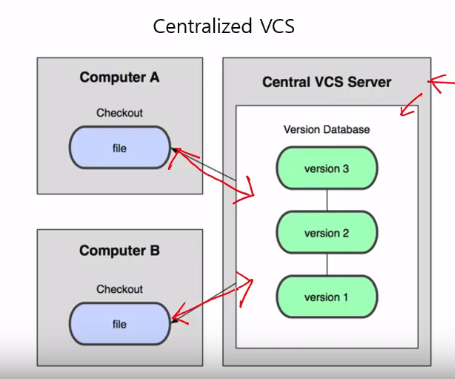 Centralized VCS
Computer A
Checkout
file
Central VCS Server
Version Database
version 3
version 2
version 1
Computer B
Checkout
file